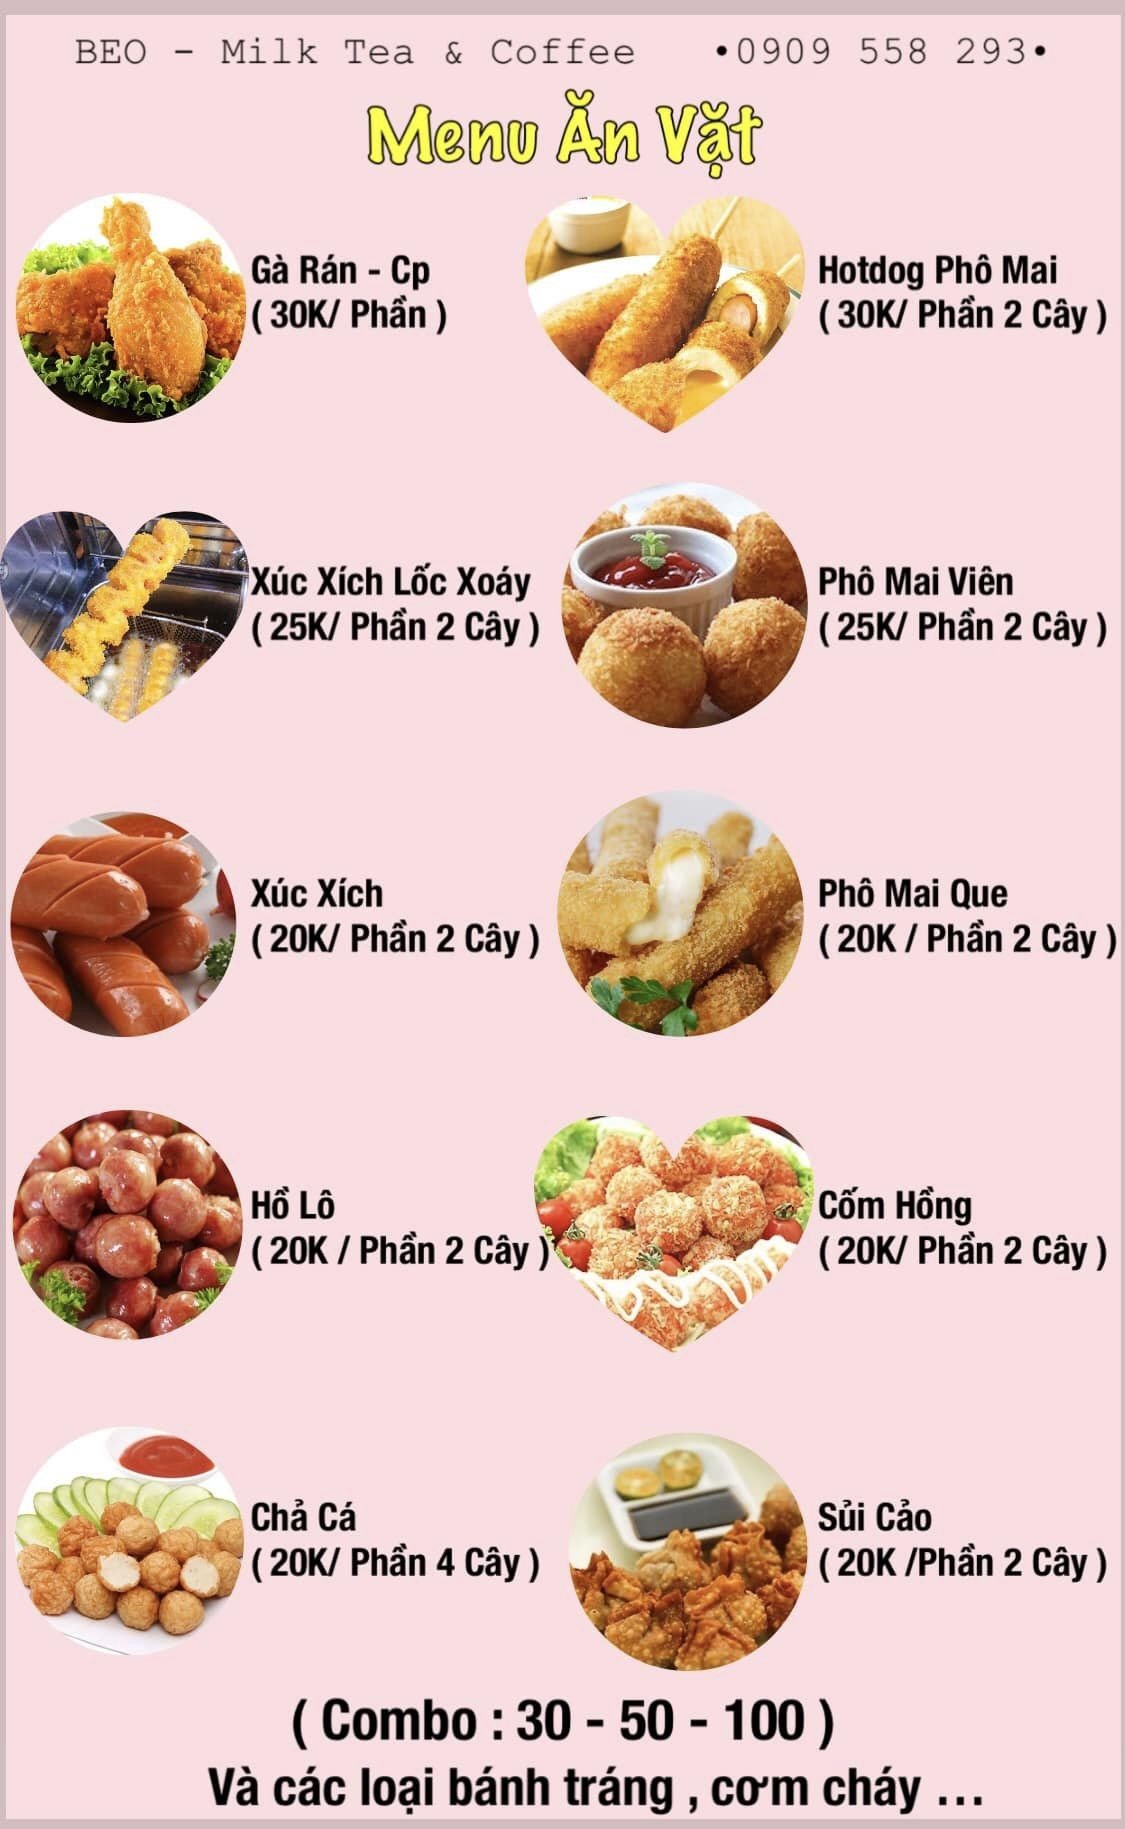 BEO - Milk Tea & Coffee •0909 558 293•
Menu Ăn Vặt
Gà Rán - Cp
( 30K/ Phần )
Hotdog Phô Mai
( 30K/ Phần 2 Cây )
Xúc Xích Lốc Xoáy
( 25K/ Phần 2 Cây )
Phô Mai Viên
( 25K/ Phần 2 Cây )
Xúc Xích
( 20K/ Phần 2 Cây )
Phô Mai Que
( 20K / Phần 2 Cây )
Hồ Lô
( 20K / Phần 2 Cây )
Cốm Hồng
( 20K/ Phần 2 Cây )
Chả Cá
( 20K/ Phần 4 Cây )
Sủi Cảo
( 20K /Phần 2 Cây )
( Combo : 30 - 50 - 100 )
Và các loại bánh tráng , cơm cháy ...